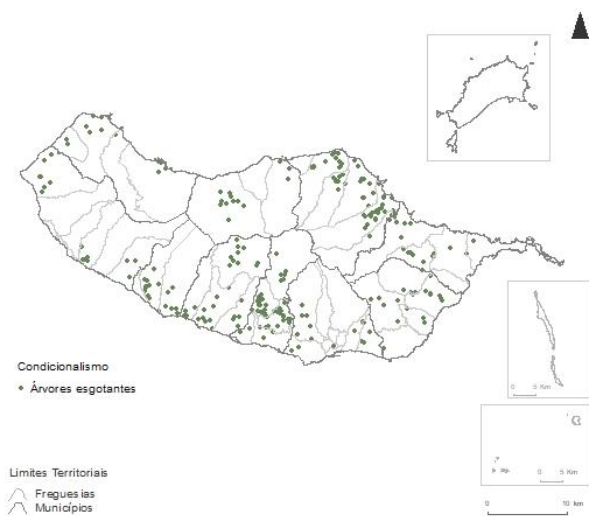 Condicionalismo
Árvores esgotantes
Limites Territoriais
Freguesias
Municípios
0 5 Km
0 5 Km
0 10 km